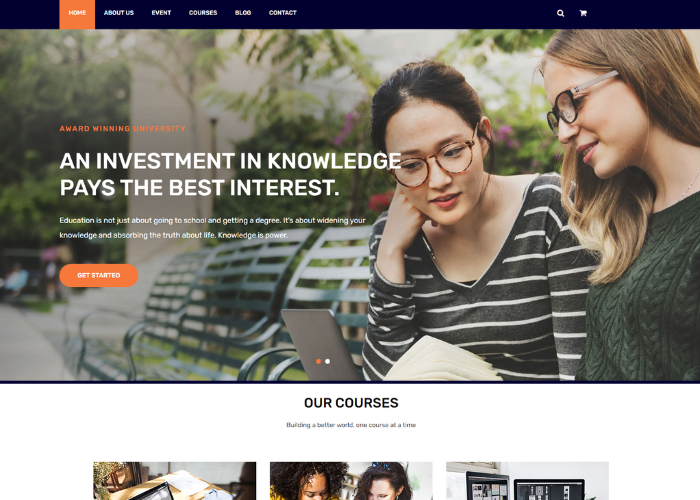 HOME ABOUT US EVENT COURSES BLOG CONTACT
AWARD WINNING UNIVERSITY
AN INVESTMENT IN KNOWLEDGE
PAYS THE BEST INTEREST.
Education is not just about going to school and getting a degree. It's about widening your
knowledge and absorbing the truth about life. Knowledge is power.
GET STARTED
OUR COURSES
Building a better world, one course at a time